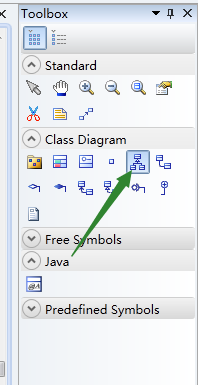 Toolbox
Standard
Class Diagram
Free Symbols
Java
Predefined Symbols